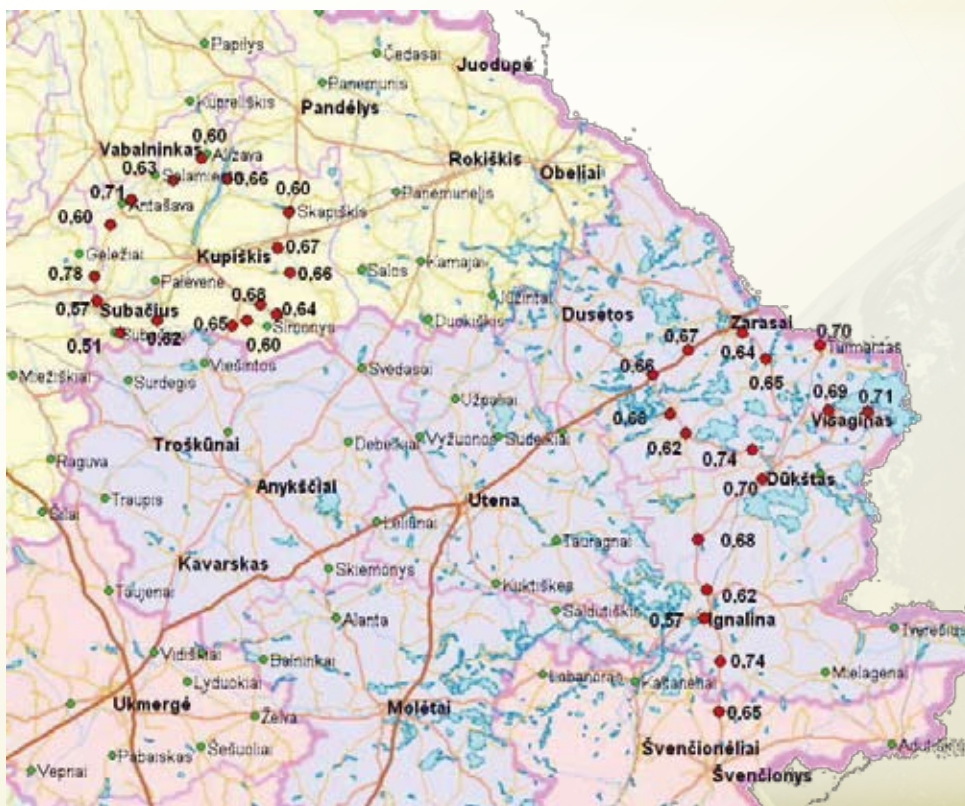 Papilys
Čedasai
Juodupė
Panemunis
Kupreliškis
Pandėlys
0,60
Vabalninkas
Alizava
Rokiškis
0,63
Salamiestis
0,66
Obeliai
0,71
0,60
Panemunėlis
Antašava
Skapiškis
0,60
Geležiai
Kupiškis
0,67
0,78
Palėvenė
0,66
Salos
Kamajai
0,57
Subačius
0,68
0,64
Jūžintai
Dusetos
Zarasai
0,51
Subačius
0,62
0,65
Šimonys
Duokiškis
0,60
0,67
0,64
0,70
Turmantas
Miežiškiai
Surdegis
Viešintos
Svėdasai
0,66
0,65
0,69
0,71
Užpaliai
0,68
Visaginas
Troškūnai
Debeikiai
Vyžuonos
Sudeikiai
0,62
0,74
Raguva
Traupis
Anykščiai
Utena
0,70
Dūkštas
Šilai
Leliūnai
Tauragnai
0,68
Kavarskas
Skiemonys
Kuktiškės
Taujėnai
Alanta
Saldutiškis
0,62
0,57
Ignalina
Tverečius
Vidiškiai
Balninkai
0,74
Mielagėnai
Lyduokiai
Labanoras
Kaltanėnai
Ukmergė
Želva
Molėtai
0,65
Šešuoliai
Švenčionėliai
Adutiškis
Pabaiskas
Vepriai
Švenčionys